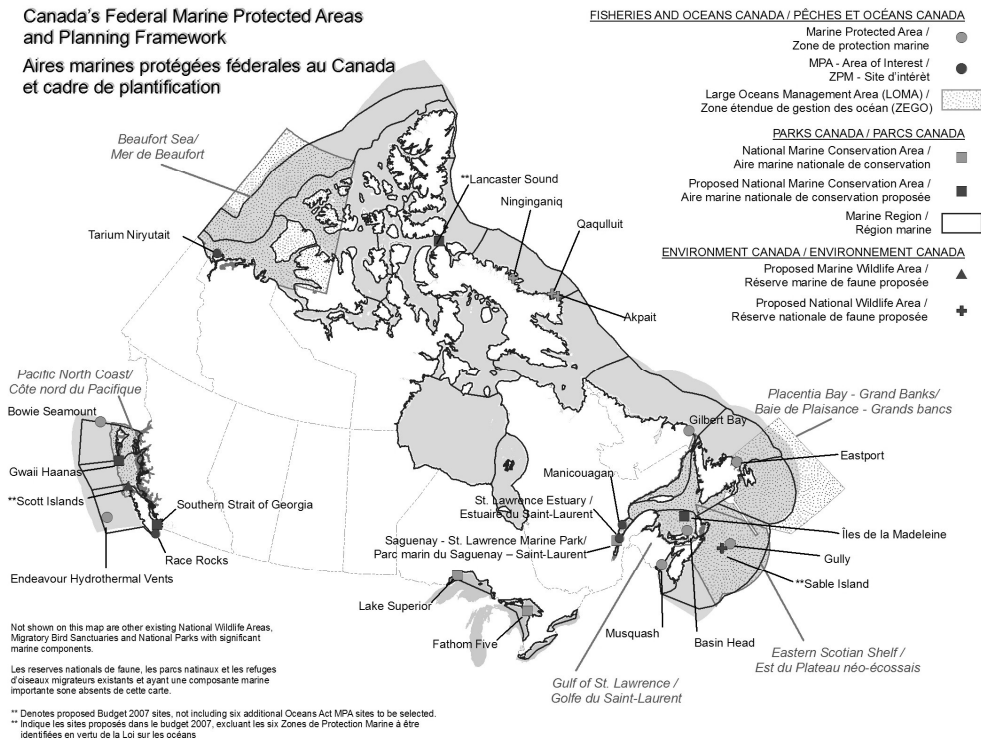 Canada's Federal Marine Protected Areas
and Planning Framework
Aires marines protégées féderales au Canada
et cadre de plantification
FISHERIES AND OCEANS CANADA / PÊCHES ET OCÉANS CANADA
Marine Protected Area /
Zone de protection marine
MPA - Area of Interest /
ZPM - Site d'intérèt
Large Oceans Management Area (LOMA) /
Zone étendue de gestion des océan (ZEGO)
PARKS CANADA / PARCS CANADA
National Marine Conservation Area /
Aire marine nationale de conservation
Proposed National Marine Conservation Area /
Aire marine nationale de conservation proposée
Marine Region /
Région marine
ENVIRONMENT CANADA / ENVIRONNEMENT CANADA
Proposed Marine Wildlife Area /
Réserve marine de faune proposée
Proposed National Wildlife Area /
Réserve nationale de faune proposée
Beaufort Sea/
Mer de Beaufort
**Lancaster Sound
Ninginganiq
Qaqulluit
Tarium Niryutait
Akpait
Pacific North Coast/
Côte nord du Pacifique
Bowie Seamount
Gwaii Haanas
**Scott Islands
Southern Strait of Georgia
Race Rocks
Endeavour Hydrothermal Vents
Placentia Bay - Grand Banks/
Baie de Plaisance - Grands bancs
Gilbert Bay
Eastport
Manicouagan
St. Lawrence Estuary /
Estuaire du Saint-Laurent
Saguenay - St. Lawrence Marine Park/
Parc marin du Saguenay – Saint-Laurent
Îles de la Madeleine
Gully
**Sable Island
Lake Superior
Fathom Five
Musquash
Basin Head
Eastern Scotian Shelf /
Est du Plateau néo-écossais
Gulf of St. Lawrence /
Golfe du Saint-Laurent
Not shown on this map are other existing National Wildlife Areas,
Migratory Bird Sanctuaries and National Parks with significant
marine components.
Les reserves nationals de faune, les parcs natinaux et les refuges
d'oiseaux migrateurs existants et ayant une composante marine
importante sono absents de cette carte.
** Denotes proposed Budget 2007 sites, not including six additional Oceans Act MPA sites to be selected.
** Indique les sites proposés dans le budget 2007, excluant les six Zones de Protection Marine à être
identifiées en vertu de la Loi sur les océans